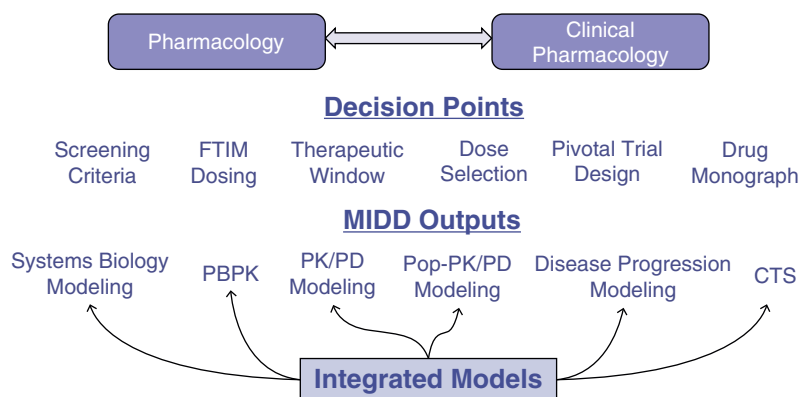 Pharmacology
Clinical
Pharmacology
Decision Points
Screening
Criteria
FTIM
Dosing
Therapeutic
Window
Dose
Selection
Pivotal Trial
Design
Drug
Monograph
MIDD Outputs
Systems Biology
Modeling
PBPK
PK/PD
Modeling
Pop-PK/PD
Modeling
Disease Progression
Modeling
CTS
Integrated Models